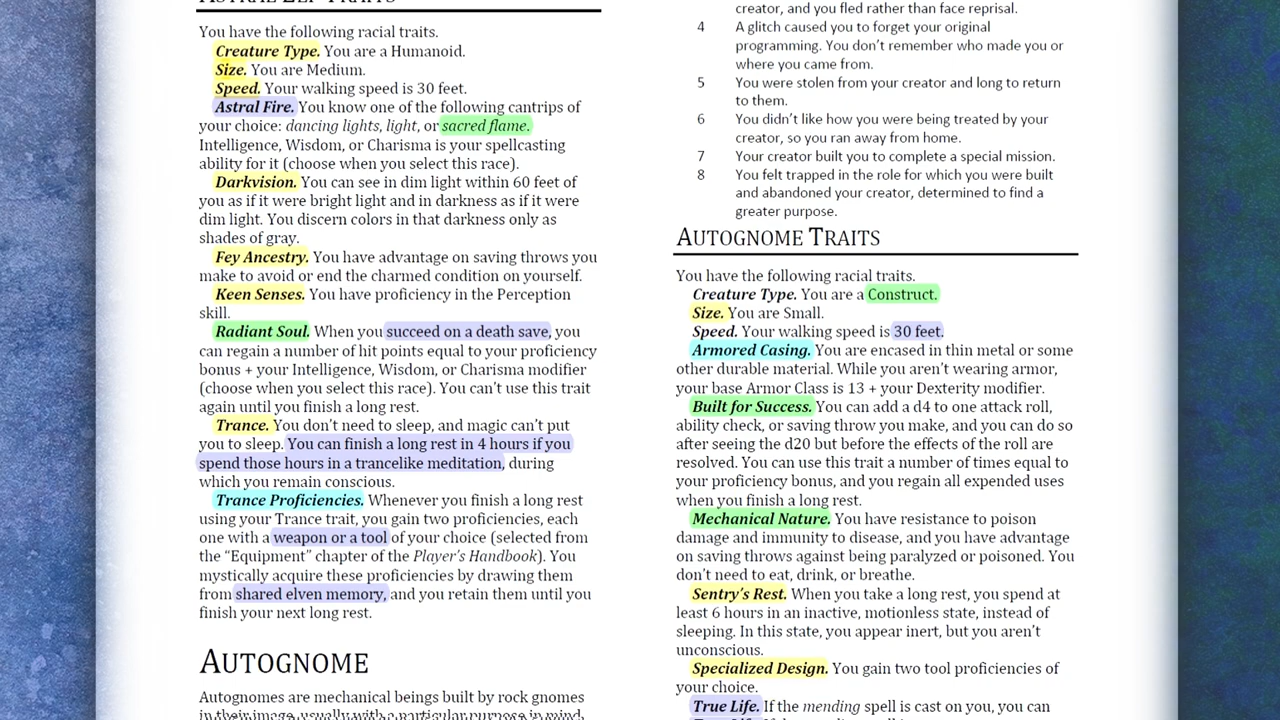 You have the following racial traits.
Creature Type. You are a Humanoid.
Size. You are Medium.
Speed. Your walking speed is 30 feet.
Astral Fire. You know one of the following cantrips of
your choice: dancing lights, light, or sacred flame.
Intelligence, Wisdom, or Charisma is your spellcasting
ability for it (choose when you select this race).
Darkvision. You can see in dim light within 60 feet of
you as if it were bright light and in darkness as if it were
dim light. You discern colors in that darkness only as
shades of gray.
Fey Ancestry. You have advantage on saving throws you
make to avoid or end the charmed condition on yourself.
Keen Senses. You have proficiency in the Perception
skill.
Radiant Soul. When you succeed on a death save, you
can regain a number of hit points equal to your proficiency
bonus + your Intelligence, Wisdom, or Charisma modifier
(choose when you select this race). You can't use this trait
again until you finish a long rest.
Trance. You don't need to sleep, and magic can't put
you to sleep. You can finish a long rest in 4 hours if you
spend those hours in a trancelike meditation, during
which you remain conscious.
Trance Proficiencies. Whenever you finish a long rest
using your Trance trait, you gain two proficiencies, each
one with a weapon or a tool of your choice (selected from
the “Equipment” chapter of the Player's Handbook). You
mystically acquire these proficiencies by drawing them
from shared elven memory, and you retain them until you
finish your next long rest.
AUTOGNOME
Autognomes are mechanical beings built by rock gnomes
in their image, usually with a particular purpose in mind.
creator, and you fled rather than face reprisal.
4 A glitch caused you to forget your original
programming. You don't remember who made you or
where you came from.
5 You were stolen from your creator and long to return
to them.
6 You didn't like how you were being treated by your
creator, so you ran away from home.
7 Your creator built you to complete a special mission.
8 You felt trapped in the role for which you were built
and abandoned your creator, determined to find a
greater purpose.
AUTOGNOME TRAITS
You have the following racial traits.
Creature Type. You are a Construct.
Size. You are Small.
Speed. Your walking speed is 30 feet.
Armored Casing. You are encased in thin metal or some
other durable material. While you aren't wearing armor,
your base Armor Class is 13 + your Dexterity modifier.
Built for Success. You can add a d4 to one attack roll,
ability check, or saving throw you make, and you can do so
after seeing the d20 but before the effects of the roll are
resolved. You can use this trait a number of times equal to
your proficiency bonus, and you regain all expended uses
when you finish a long rest.
Mechanical Nature. You have resistance to poison
damage and immunity to disease, and you have advantage
on saving throws against being paralyzed or poisoned. You
don't need to eat, drink, or breathe.
Sentry's Rest. When you take a long rest, you spend at
least 6 hours in an inactive, motionless state, instead of
sleeping. In this state, you appear inert, but you aren't
unconscious.
Specialized Design. You gain two tool proficiencies of
your choice.
True Life. If the mending spell is cast on you, you can